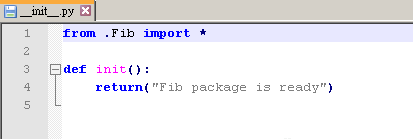 __init__.py
1 from .Fib import *
2
3 def init():
4 return("Fib package is ready")
5